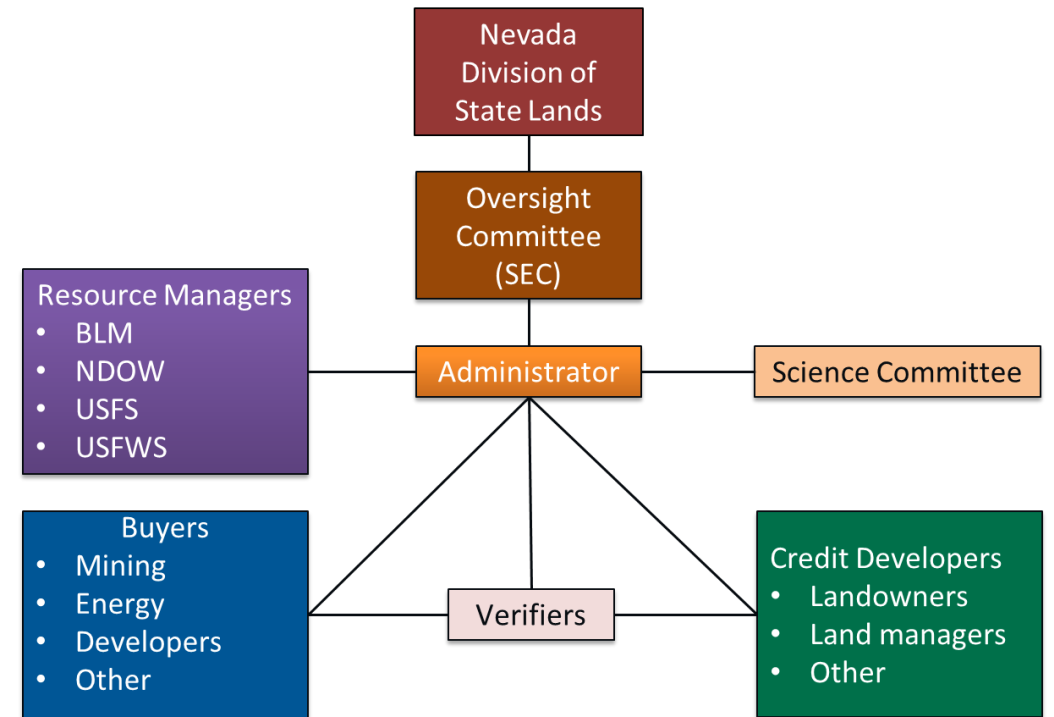 Nevada
Division of
State Lands
Oversight
Committee
(SEC)
Resource Managers
• BLM
• NDOW
• USFS
• USFWS
Administrator
Science Committee
Buyers
• Mining
• Energy
• Developers
• Other
Verifiers
Credit Developers
• Landowners
• Land managers
• Other